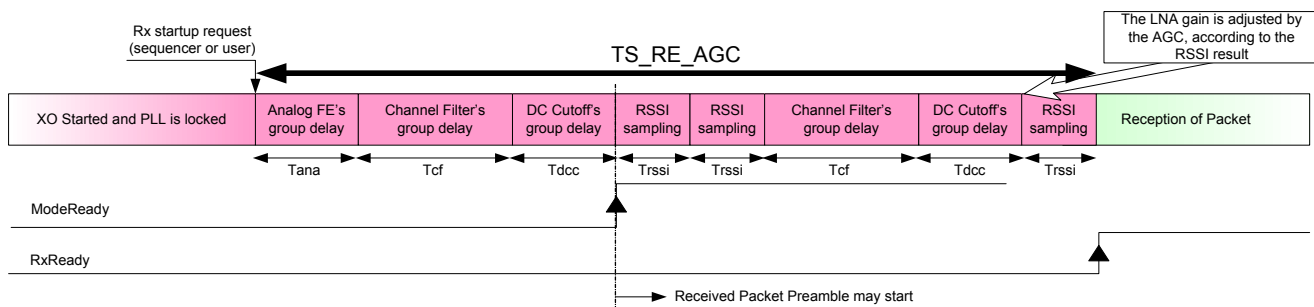 Rx startup request
(sequencer or user)
TS_RE_AGC
The LNA gain is adjusted by
the AGC, according to the
RSSI result
XO Started and PLL is locked
Analog FE's
group delay
Channel Filter's
group delay
DC Cutoff's
group delay
RSSI
sampling
RSSI
sampling
Channel Filter's
group delay
DC Cutoff's
group delay
RSSI
sampling
Reception of Packet
Tana
Tcf
Tdcc
Trssi
Trssi
Tcf
Tdcc
Trssi
ModeReady
RxReady
Received Packet Preamble may start